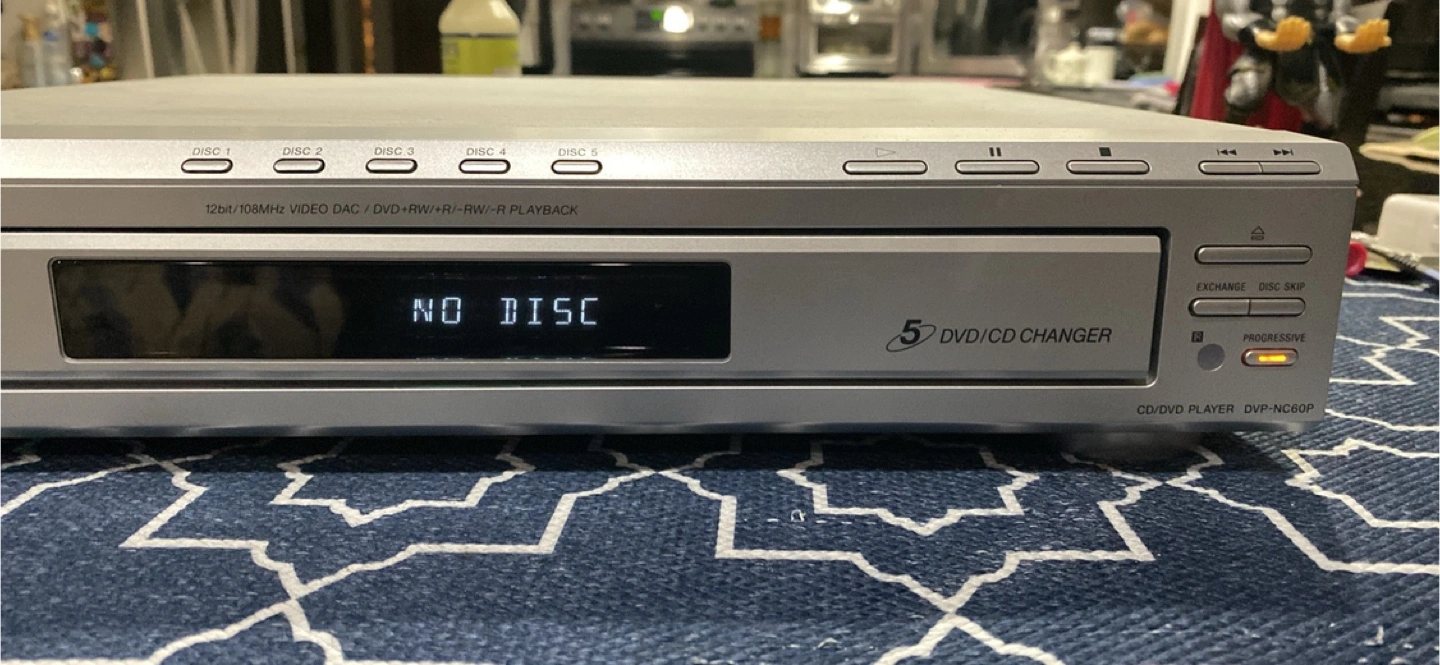 DISC 1 DISC 2 DISC 3 DISC 4 DISC 5
12bit/108MHz VIDEO DAC / DVD+RW/+R/-RW/-R PLAYBACK
NO DISC
5 DVD/CD CHANGER
EXCHANGE DISC SKIP
R PROGRESSIVE
CD/DVD PLAYER DVP-NC60P